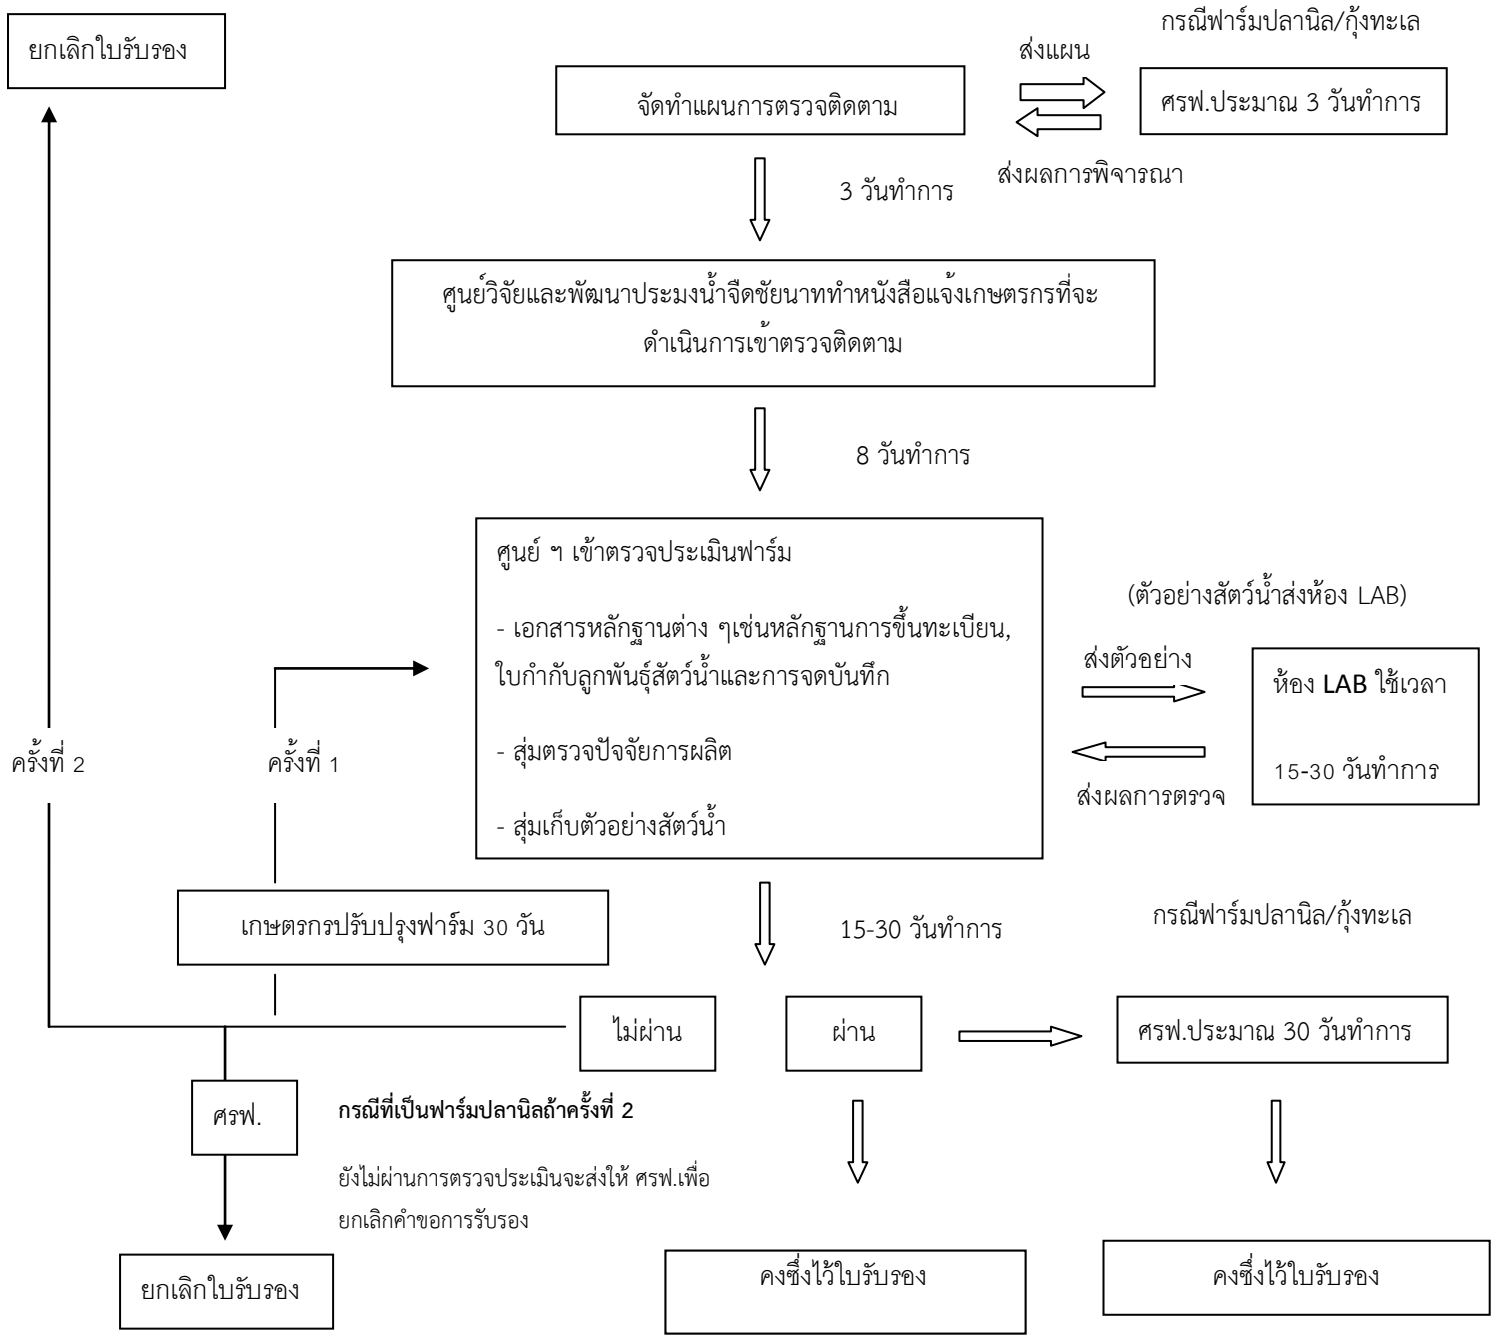 ยกเลิกใบรับรอง
กรณีฟาร์มปลานิล/กุ้งทะเล
ส่งแผน
จัดทำแผนการตรวจติดตาม
ศรฟ.ประมาณ 3 วันทำการ
ส่งผลการพิจารณา
3 วันทำการ
ศูนย์วิจัยและพัฒนาประมงน้ำจืดชัยนาททำหนังสือแจ้งเกษตรกรที่จะ
ดำเนินการเข้าตรวจติดตาม
8 วันทำการ
ศูนย์ ฯ เข้าตรวจประเมินฟาร์ม
- เอกสารหลักฐานต่าง ๆเช่นหลักฐานการขึ้นทะเบียน,
ใบกำกับลูกพันธุ์สัตว์น้ำและการจดบันทึก
- สุ่มตรวจปัจจัยการผลิต
- สุ่มเก็บตัวอย่างสัตว์น้ำ
(ตัวอย่างสัตว์น้ำส่งห้อง LAB)
ส่งตัวอย่าง
ห้อง LAB ใช้เวลา
15-30 วันทำการ
ส่งผลการตรวจ
ครั้งที่ 2
ครั้งที่ 1
เกษตรกรปรับปรุงฟาร์ม 30 วัน
15-30 วันทำการ
กรณีฟาร์มปลานิล/กุ้งทะเล
ไม่ผ่าน
ผ่าน
ศรฟ.ประมาณ 30 วันทำการ
ศรฟ.
กรณีที่เป็นฟาร์มปลานิลถ้าครั้งที่ 2
ยังไม่ผ่านการตรวจประเมินจะส่งให้ ศรฟ.เพื่อ
ยกเลิกคำขอการรับรอง
ยกเลิกใบรับรอง
คงซึ่งไว้ใบรับรอง
คงซึ่งไว้ใบรับรอง